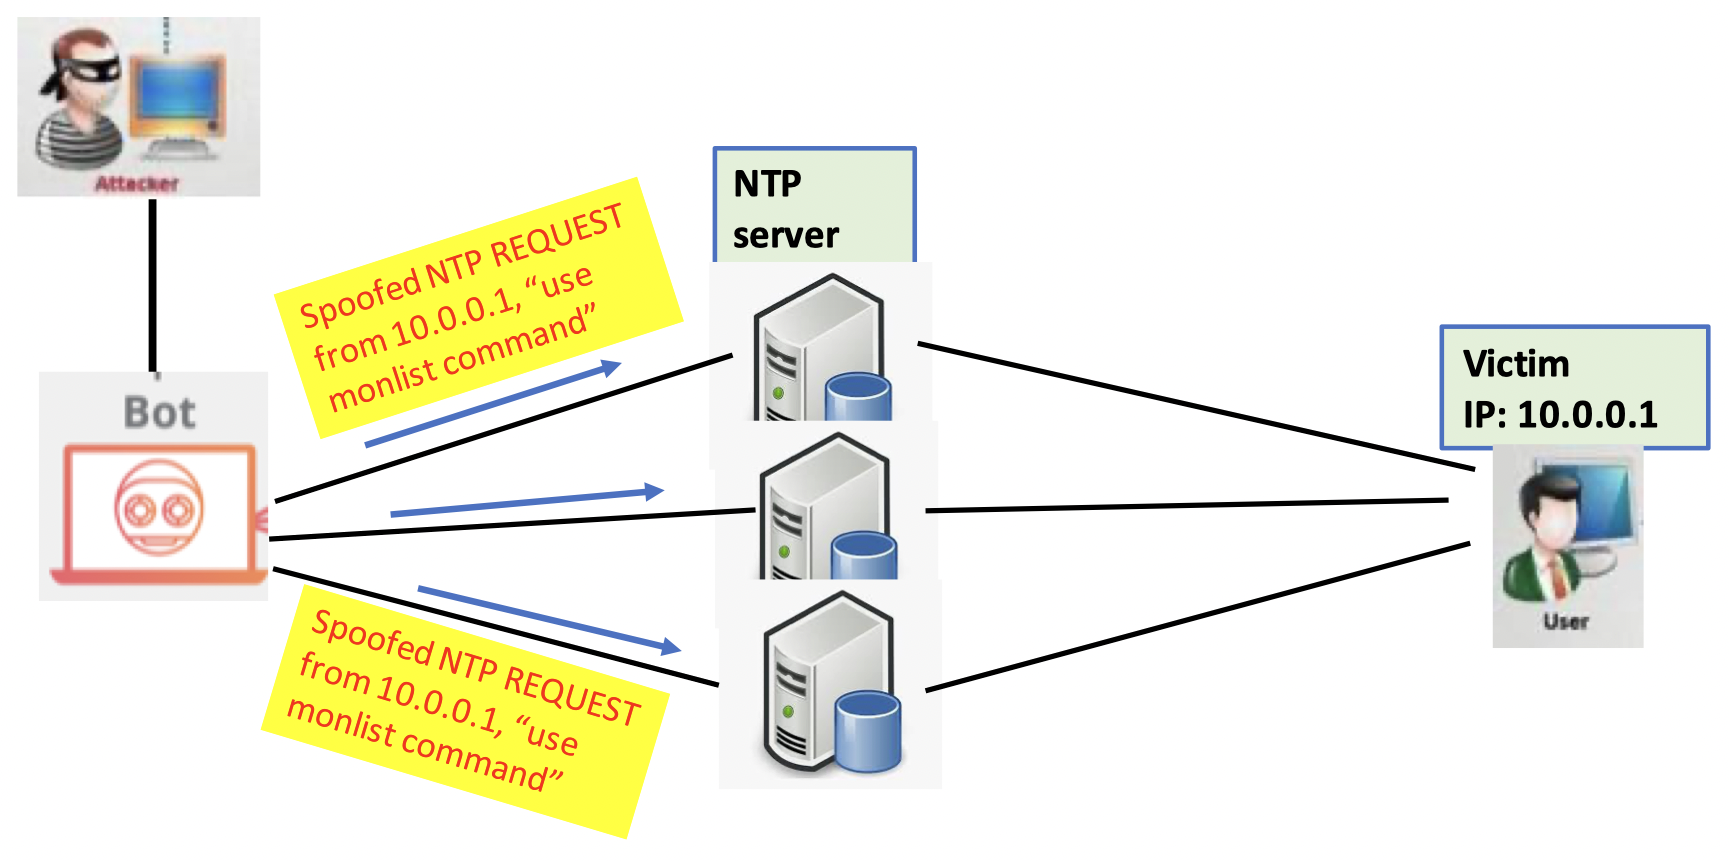 Attacker
NTP
server
Spoofed NTP REQUEST
from 10.0.0.1, “use
monlist command”
Victim
IP: 10.0.0.1
Bot
User
Spoofed NTP REQUEST
from 10.0.0.1, “use
monlist command”